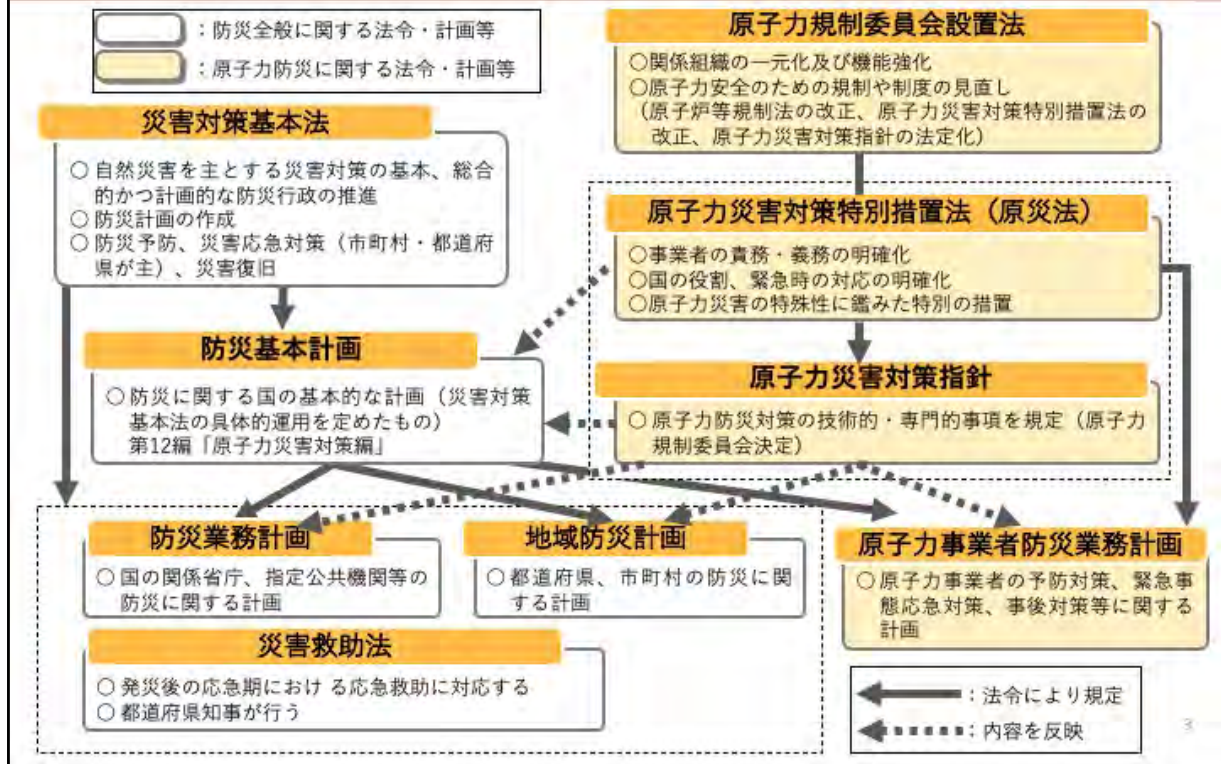 ：防災全般に関する法令・計画等
：原子力防災に関する法令・計画等
原子力規制委員会設置法
○関係組織の一元化及び機能強化
○原子力安全のための規制や制度の見直し
（原子炉等規制法の改正、原子力災害対策特別措置法の
改正、原子力災害対策指針の法定化）
災害対策基本法
○ 自然災害を主とする災害対策の基本、総合
的かつ計画的な防災行政の推進
○ 防災計画の作成
○ 防災予防、災害応急対策（市町村・都道府
県が主）、災害復旧
原子力災害対策特別措置法（原災法）
○事業者の責務・義務の明確化
○国の役割、緊急時の対応の明確化
○原子力災害の特殊性に鑑みた特別の措置
防災基本計画
○ 防災に関する国の基本的な計画（災害対策
基本法の具体的運用を定めたもの）
第12編「原子力災害対策編」
原子力災害対策指針
○ 原子力防災対策の技術的・専門的事項を規定（原子力
規制委員会決定）
防災業務計画
○ 国の関係省庁、指定公共機関等の
防災に関する計画
地域防災計画
○ 都道府県、市町村の防災に関
する計画
原子力事業者防災業務計画
○ 原子力事業者の予防対策、緊急事
態応急対策、事後対策等に関する
計画
災害救助法
○ 発災後の応急期における応急救助に対応する
○ 都道府県知事が行う
：法令により規定
：内容を反映
3